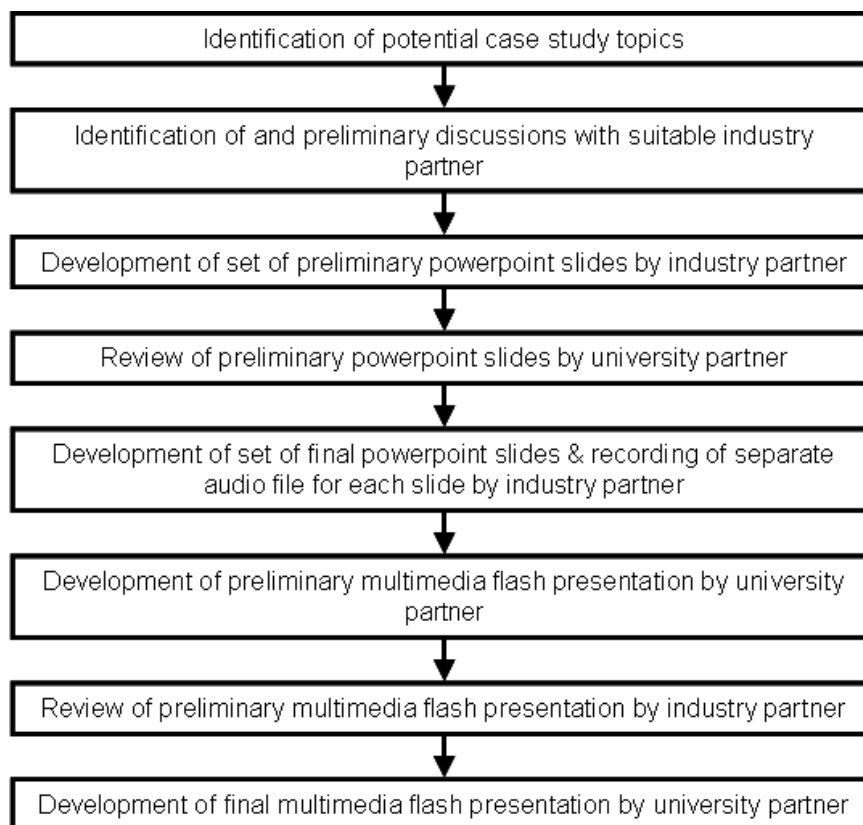 Identification of potential case study topics
Identification of and preliminary discussions with suitable industry
partner
Development of set of preliminary powerpoint slides by industry partner
Review of preliminary powerpoint slides by university partner
Development of set of final powerpoint slides & recording of separate
audio file for each slide by industry partner
Development of preliminary multimedia flash presentation by university
partner
Review of preliminary multimedia flash presentation by industry partner
Development of final multimedia flash presentation by university partner